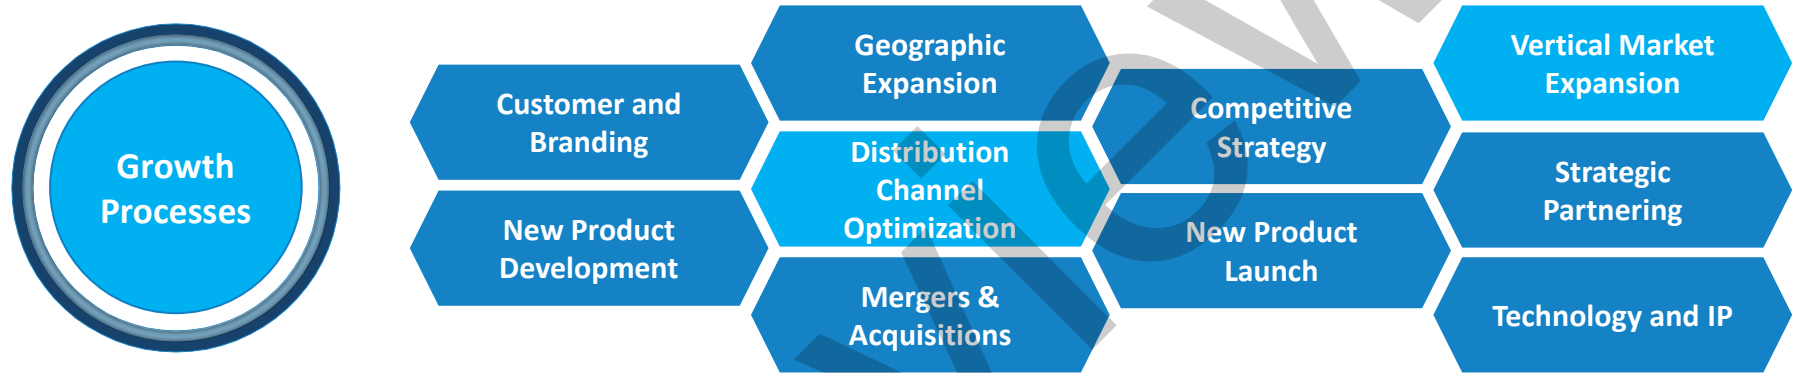 Growth
Processes
Customer and
Branding
New Product
Development
Geographic
Expansion
Distribution
Channel
Optimization
Mergers &
Acquisitions
Competitive
Strategy
New Product
Launch
Vertical Market
Expansion
Strategic
Partnering
Technology and IP